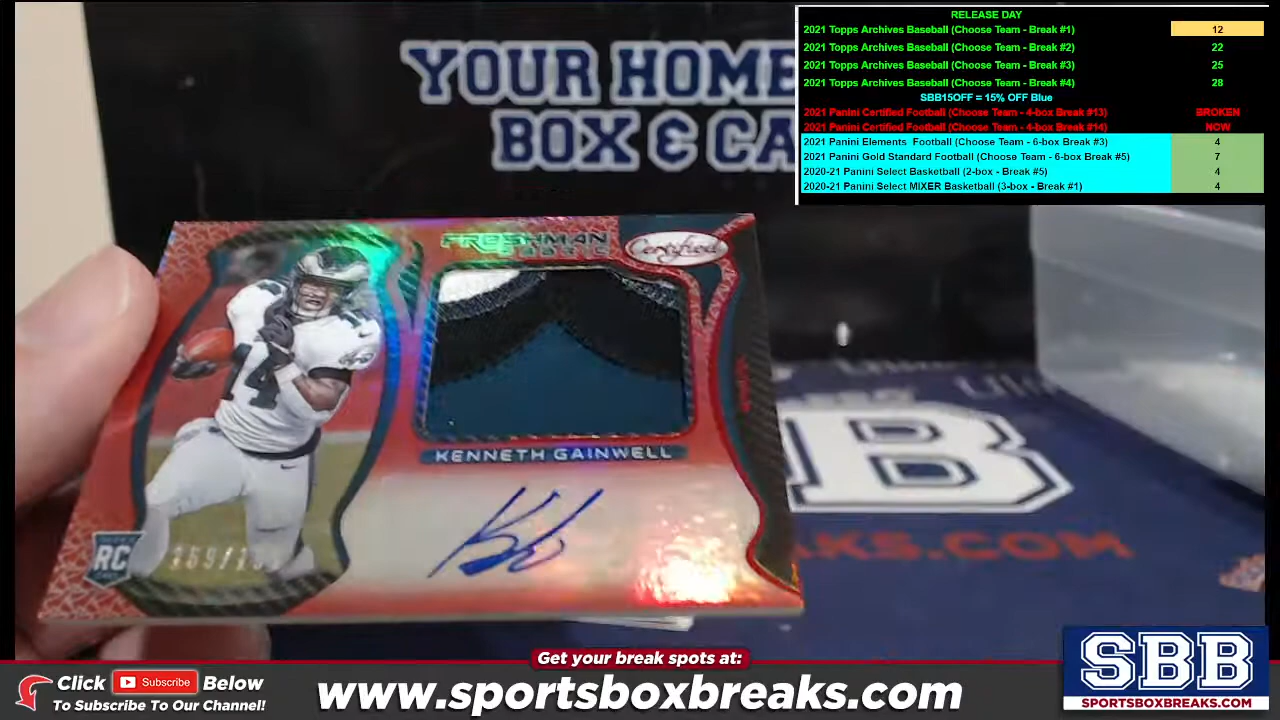 RELEASE DAY
2021 Topps Archives Baseball (Choose Team - Break #1) 12
2021 Topps Archives Baseball (Choose Team - Break #2) 22
2021 Topps Archives Baseball (Choose Team - Break #3) 25
2021 Topps Archives Baseball (Choose Team - Break #4) 28
SBB15OFF = 15% OFF Blue
2021 Panini Certified Football (Choose Team - 4-box Break #13) BROKEN
2021 Panini Certified Football (Choose Team - 4-box Break #14) NOW
2021 Panini Elements Football (Choose Team - 6-box Break #3) 4
2021 Panini Gold Standard Football (Choose Team - 6-box Break #5) 7
2020-21 Panini Select Basketball (2-box - Break #5) 4
2020-21 Panini Select MIXER Basketball (3-box - Break #1) 4
YOUR HOME
BOX & CA
FRESHMAN
FABRIC
Certified
14
KENNETH GAINWELL
RC
B
AKS.COM
Get your break spots at:
Click Subscribe Below
To Subscribe To Our Channel!
www.sportsboxbreaks.com
SBB
SPORTSBOXBREAKS.COM